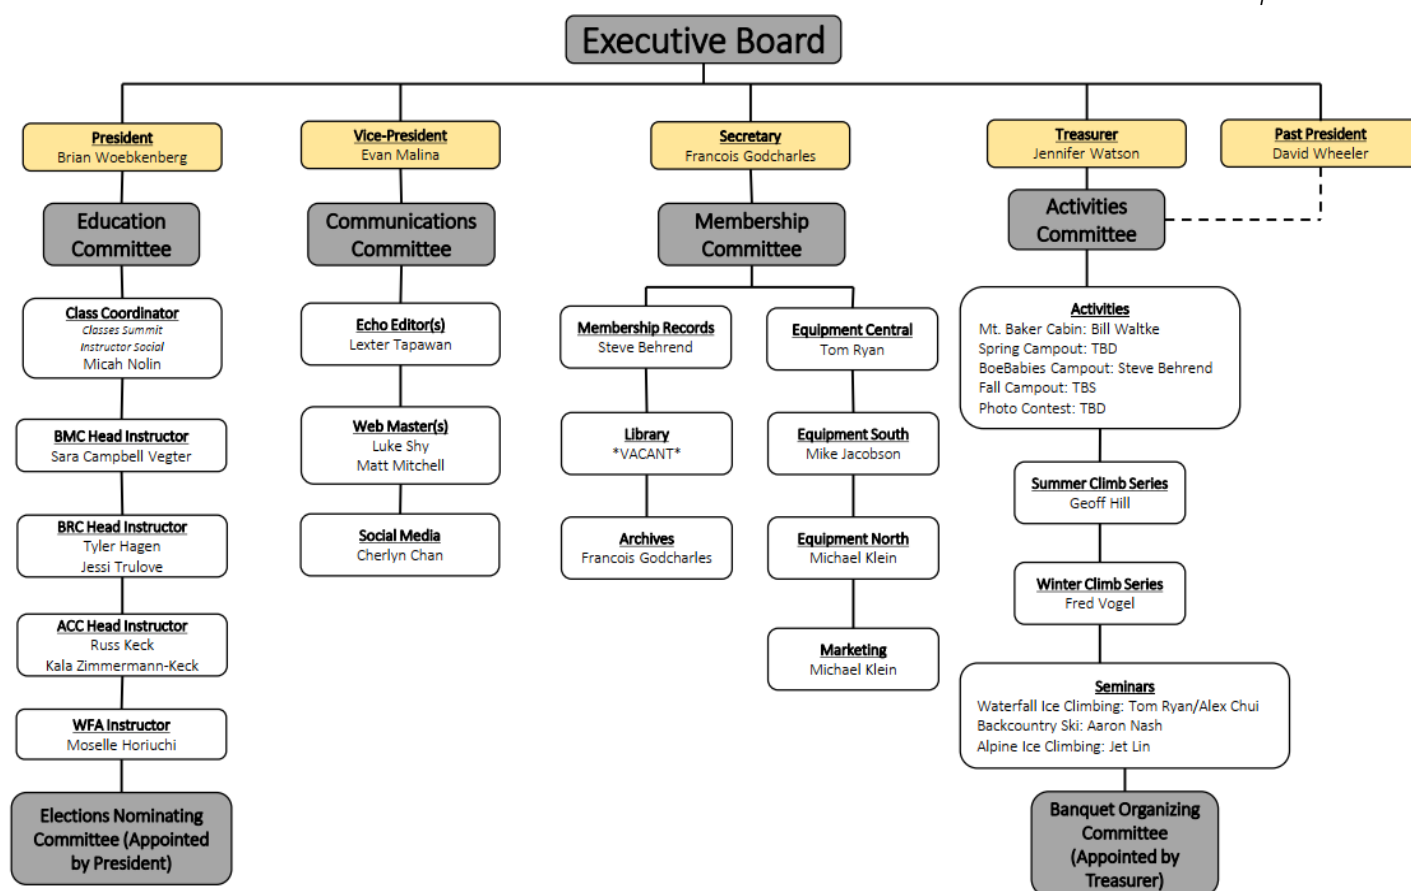 Executive Board
President
Brian Woebkenberg
Vice-President
Evan Malina
Secretary
Francois Godcharles
Treasurer
Jennifer Watson
Past President
David Wheeler
Education
Committee
Class Coordinator
Classes Summit
Instructor Social
Micah Nolin
BMC Head Instructor
Sara Campbell Vegter
BRC Head Instructor
Tyler Hagen
Jessi Trulove
ACC Head Instructor
Russ Keck
Kala Zimmermann-Keck
WFA Instructor
Moselle Horiuchi
Elections Nominating
Committee (Appointed
by President)
Communications
Committee
Echo Editor(s)
Lexter Tapawan
Web Master(s)
Luke Shy
Matt Mitchell
Social Media
Cherlyn Chan
Membership
Committee
Membership Records
Steve Behrend
Library
*VACANT*
Archives
Francois Godcharles
Equipment Central
Tom Ryan
Equipment South
Mike Jacobson
Equipment North
Michael Klein
Marketing
Michael Klein
Activities
Committee
Activities
Mt. Baker Cabin: Bill Waltke
Spring Campout: TBD
BoeBabies Campout: Steve Behrend
Fall Campout: TBS
Photo Contest: TBD
Summer Climb Series
Geoff Hill
Winter Climb Series
Fred Vogel
Seminars
Waterfall Ice Climbing: Tom Ryan/Alex Chui
Backcountry Ski: Aaron Nash
Alpine Ice Climbing: Jet Lin
Banquet Organizing
Committee
(Appointed by
Treasurer)